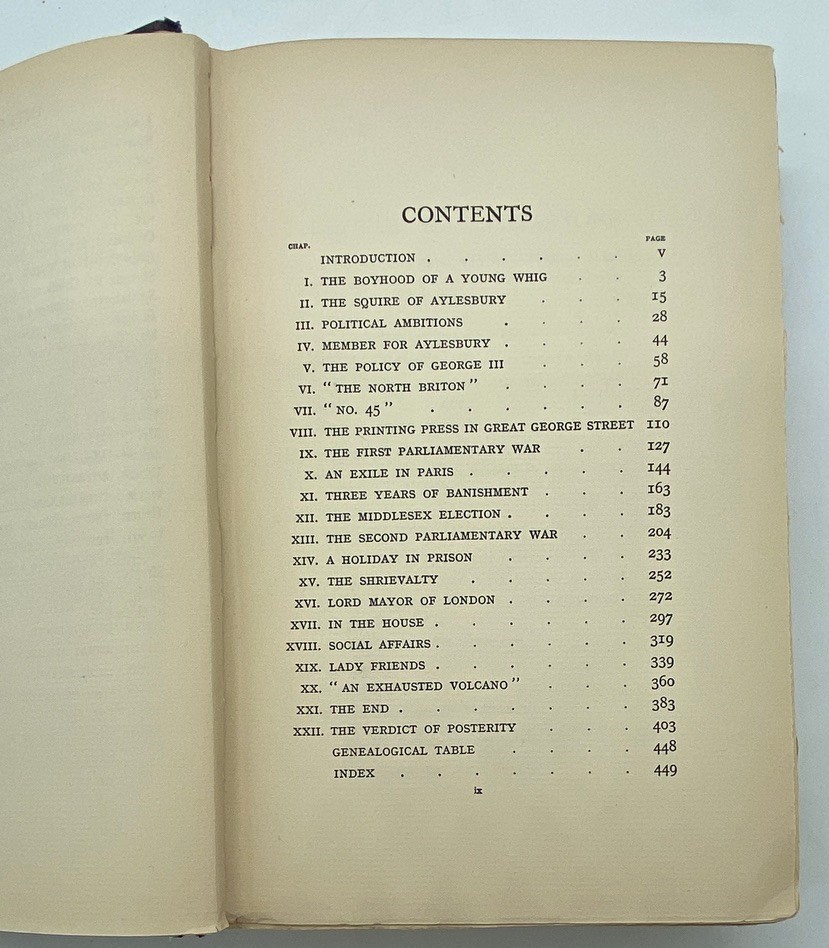 CONTENTS
CHAP. PAGE
INTRODUCTION . . . . . . V
I. THE BOYHOOD OF A YOUNG WHIG . . 3
II. THE SQUIRE OF AYLESBURY . . . 15
III. POLITICAL AMBITIONS . . . . 28
IV. MEMBER FOR AYLESBURY . . . . 44
V. THE POLICY OF GEORGE III . . . 58
VI. “ THE NORTH BRITON ” . . . . 71
VII. “ NO. 45 ” . . . . . . 87
VIII. THE PRINTING PRESS IN GREAT GEORGE STREET 110
IX. THE FIRST PARLIAMENTARY WAR . . 127
X. AN EXILE IN PARIS . . . . . 144
XI. THREE YEARS OF BANISHMENT . . . 163
XII. THE MIDDLESEX ELECTION . . . . 183
XIII. THE SECOND PARLIAMENTARY WAR . . 204
XIV. A HOLIDAY IN PRISON . . . . 233
XV. THE SHRIEVALTY . . . . . 252
XVI. LORD MAYOR OF LONDON . . . . 272
XVII. IN THE HOUSE . . . . . . 297
XVIII. SOCIAL AFFAIRS . . . . . . 319
XIX. LADY FRIENDS . . . . . . 339
XX. “ AN EXHAUSTED VOLCANO ” . . . 360
XXI. THE END . . . . . . . 383
XXII. THE VERDICT OF POSTERITY . . . 403
GENEALOGICAL TABLE . . . . 448
INDEX . . . . . . . 449
ix